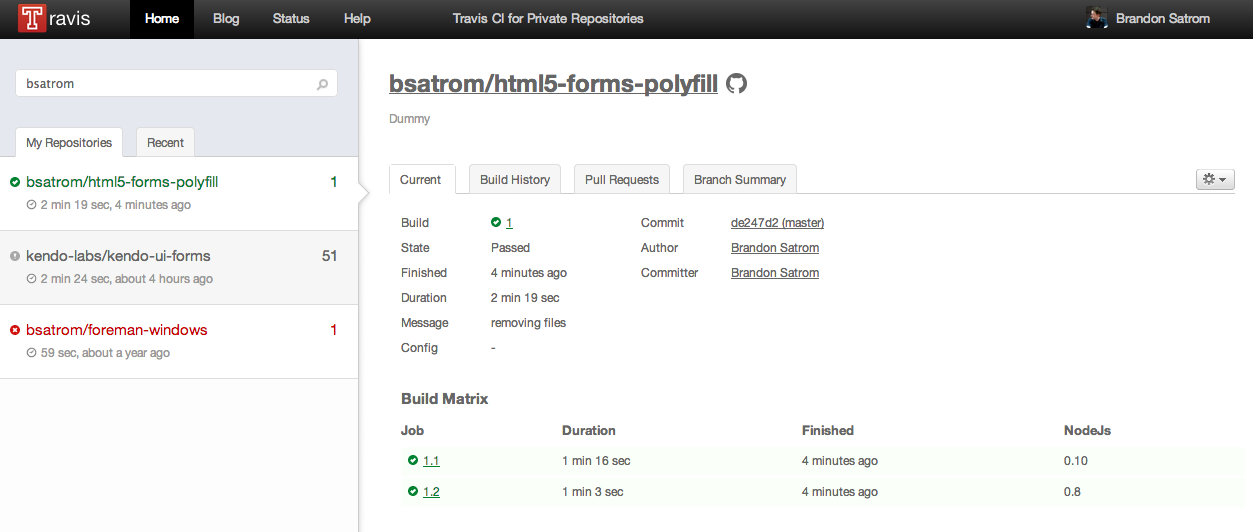 Travis Home Blog Status Help Travis CI for Private Repositories Brandon Satrom
bsatrom
My Repositories Recent
bsatrom/html5-forms-polyfill 1
2 min 19 sec, 4 minutes ago
kendo-labs/kendo-ui-forms 51
2 min 24 sec, about 4 hours ago
bsatrom/foreman-windows 1
59 sec, about a year ago
bsatrom/html5-forms-polyfill
Dummy
Current Build History Pull Requests Branch Summary
Build 1 Commit de247d2 (master)
State Passed Author Brandon Satrom
Finished 4 minutes ago Committer Brandon Satrom
Duration 2 min 19 sec
Message removing files
Config -
Build Matrix
Job Duration Finished NodeJs
1.1 1 min 16 sec 4 minutes ago 0.10
1.2 1 min 3 sec 4 minutes ago 0.8